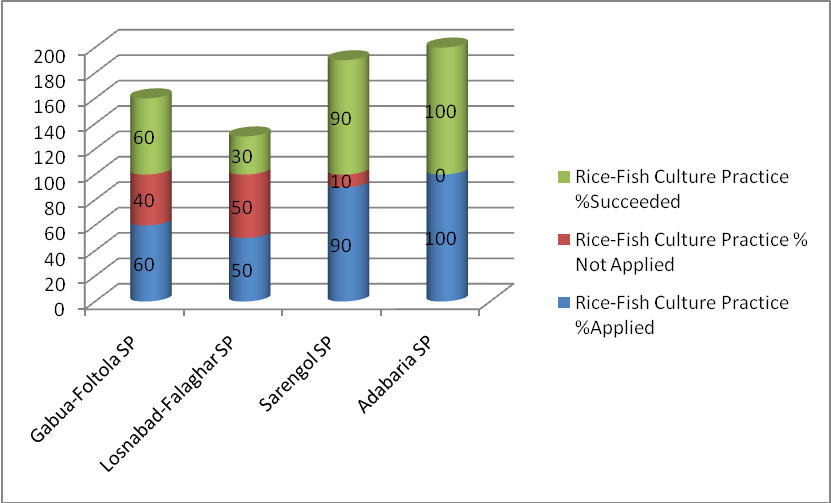 200
180
160
140
120
100
80
60
40
20
0
60
40
60
30
50
50
90
10
90
100
0
100
Gabua-Foltola SP
Losnabad-Falaghar SP
Sarengol SP
Adabaria SP
Rice-Fish Culture Practice
%Succeeded
Rice-Fish Culture Practice %
Not Applied
Rice-Fish Culture Practice
%Applied